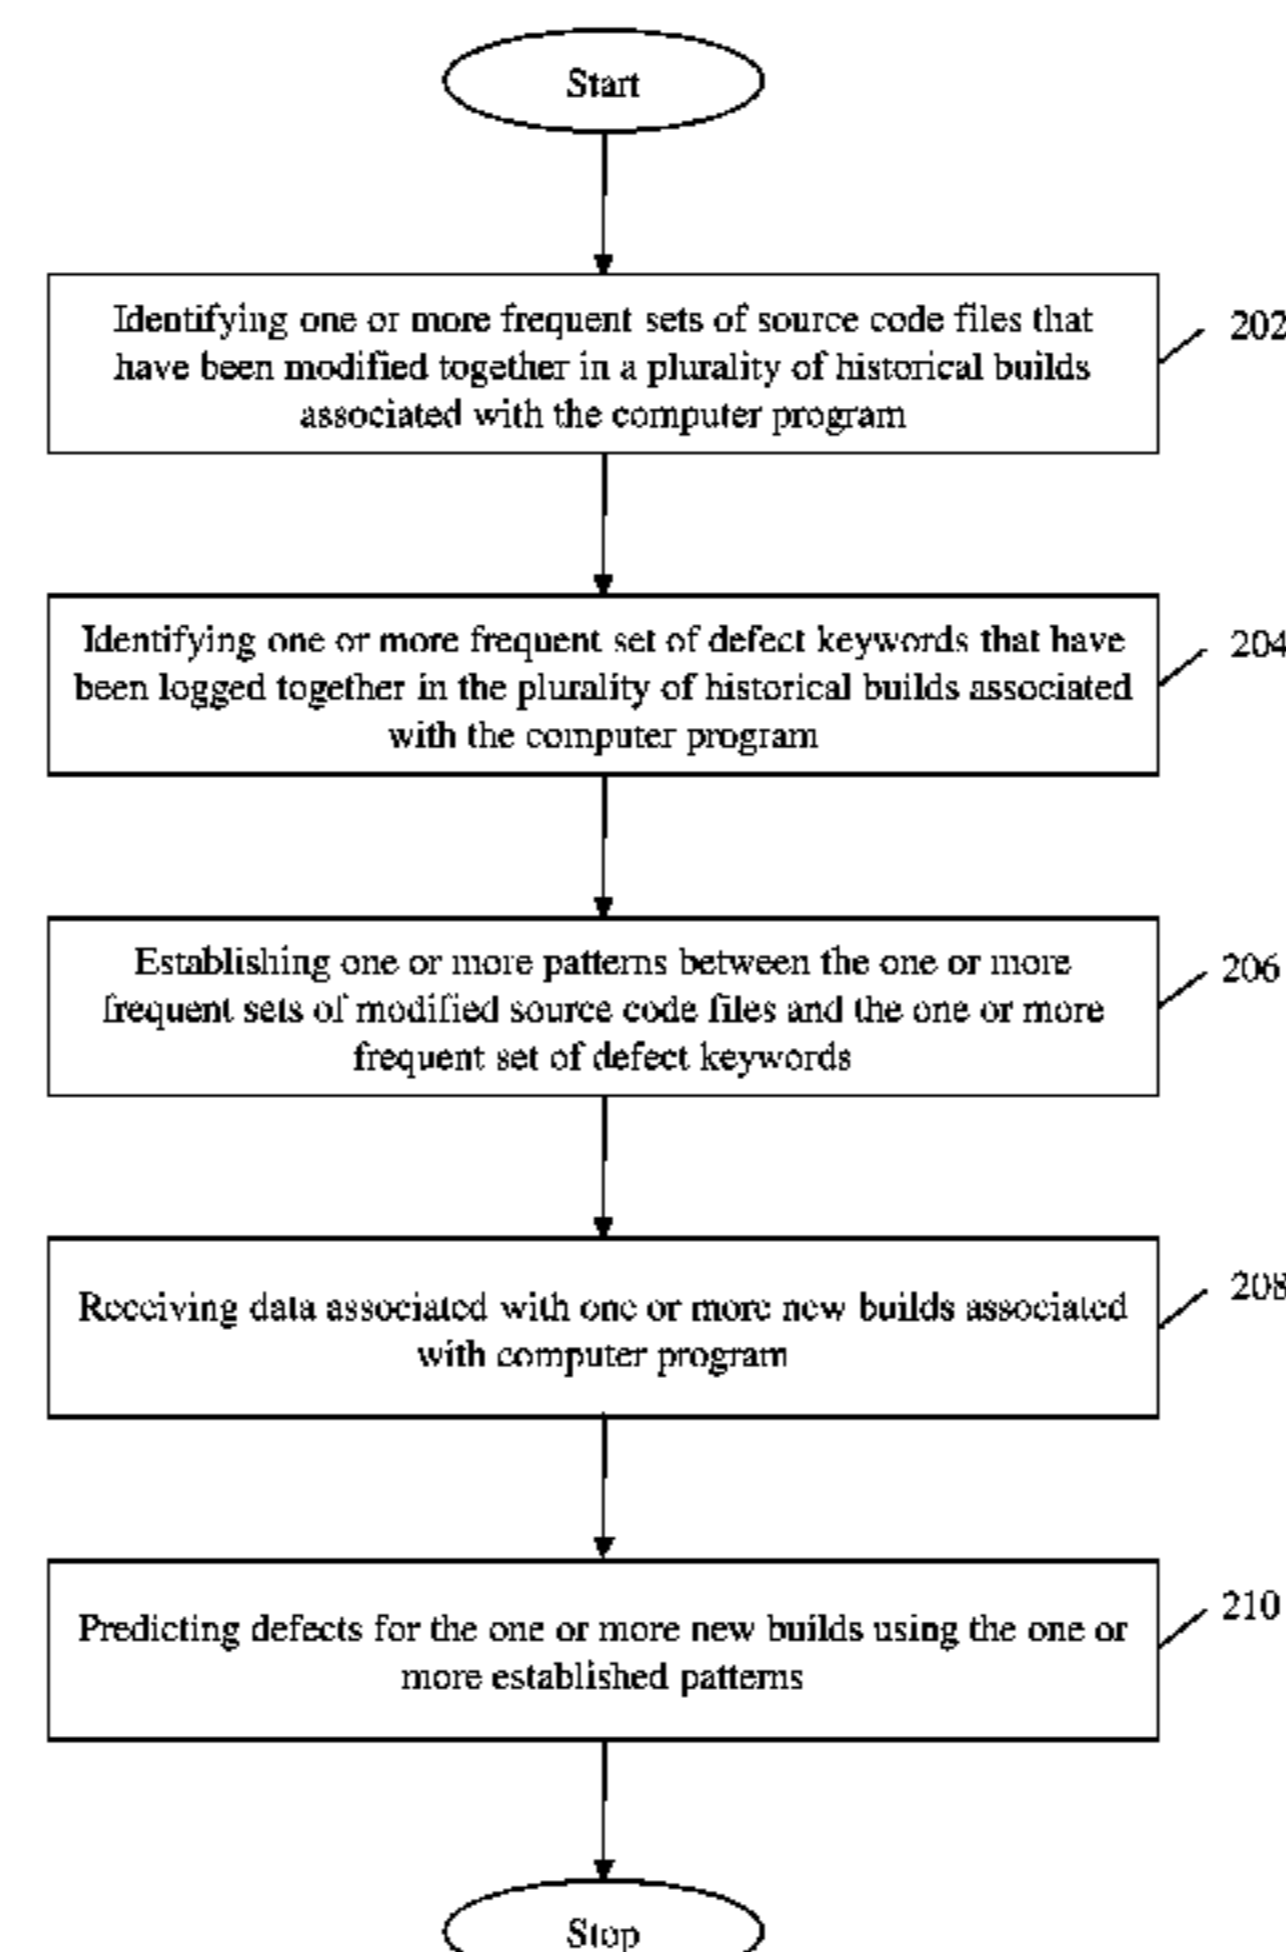 Start
Identifying one or more frequent sets of source code files that
have been modified together in a plurality of historical builds
associated with the computer program
202
Identifying one or more frequent set of defect keywords that have
been logged together in the plurality of historical builds associated
with the computer program
204
Establishing one or more patterns between the one or more
frequent sets of modified source code files and the one or more
frequent set of defect keywords
206
Receiving data associated with one or more new builds associated
with computer program
208
Predicting defects for the one or more new builds using the one or
more established patterns
210
Stop